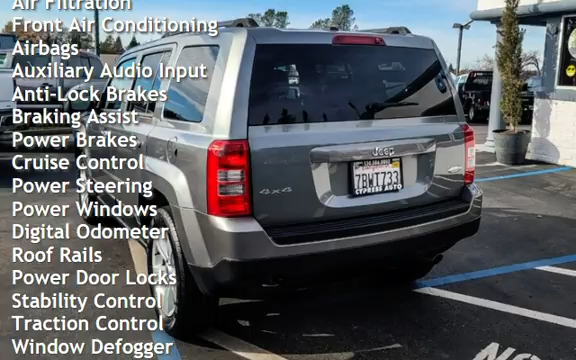 Air Filtration
Front Air Conditioning
Airbags
Auxiliary Audio Input
Anti-Lock Brakes
Braking Assist
Power Brakes
Cruise Control
Power Steering
Power Windows
Digital Odometer
Roof Rails
Power Door Locks
Stability Control
Traction Control
Window Defogger
Jeep
4x4
7BWT733
CYPRESS AUTO